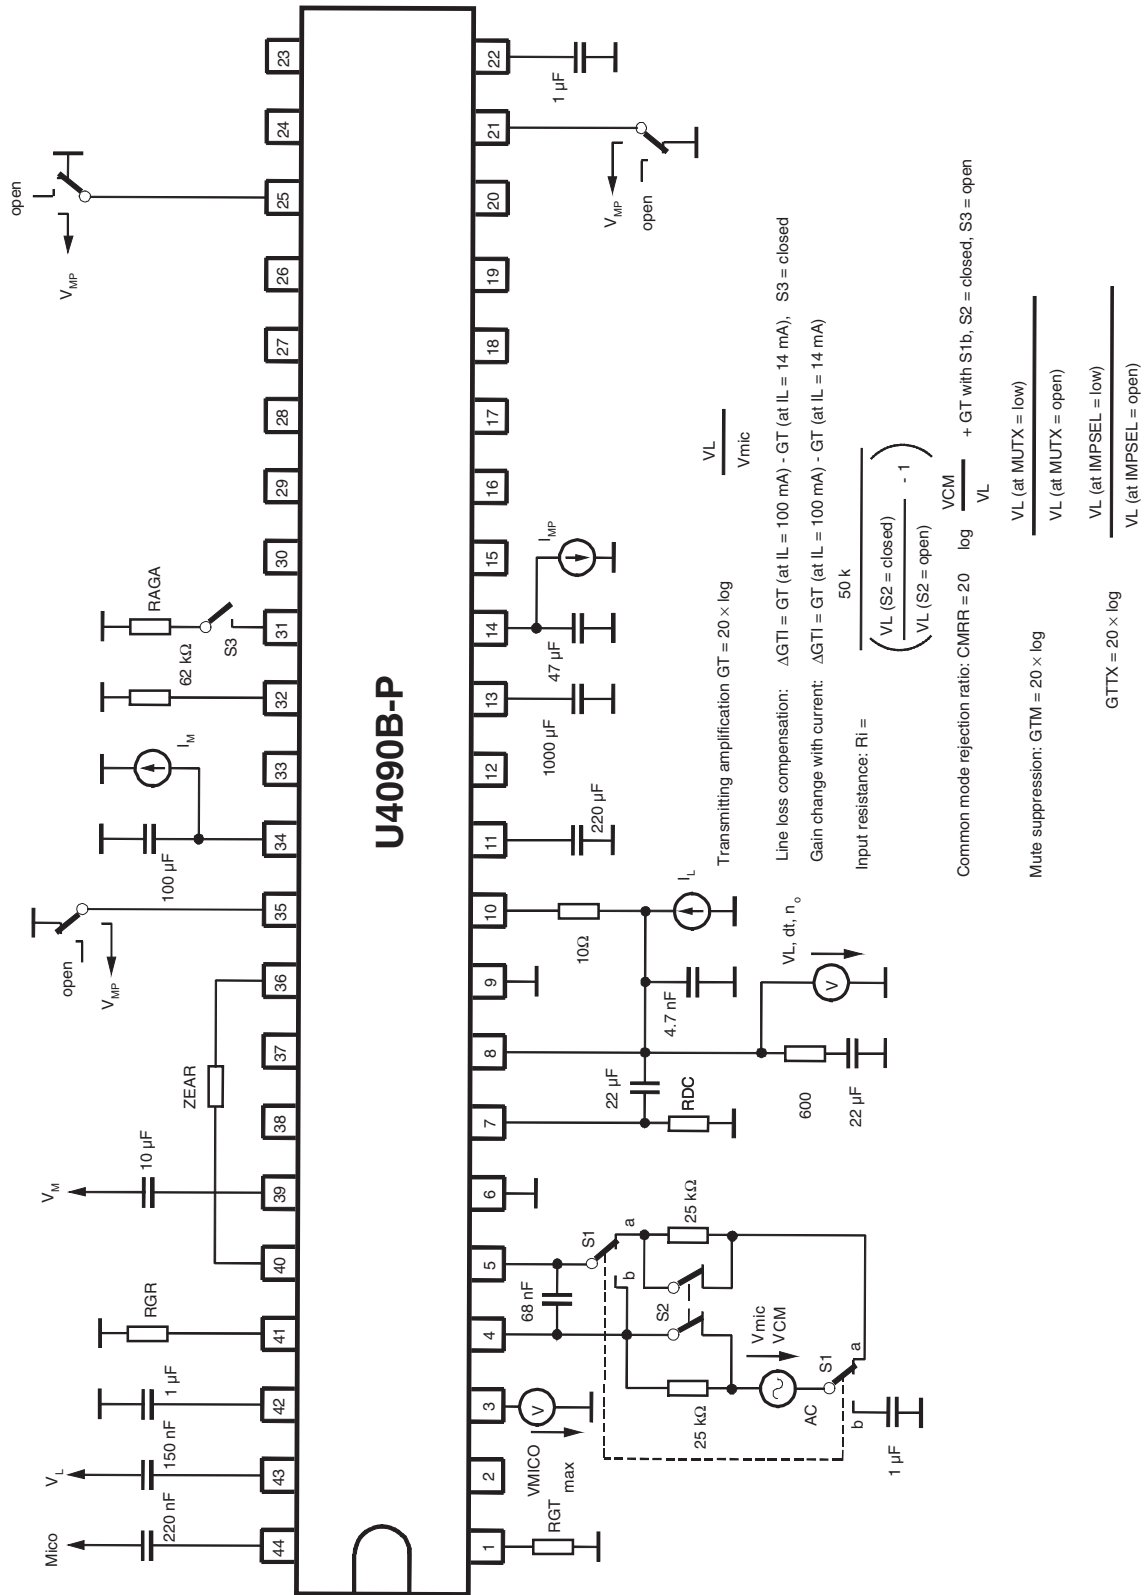 U4090B-P
Mico
220 nF
44
V_L
150 nF
43
1 µF
42
RGR
41
40
V_M
10 µF
39
38
ZEAR
37
36
open
V_MP
35
100 µF
34
I_M
33
32
62 kΩ
RAGA
S3
31
30
29
28
27
26
V_MP
open
25
24
23
1
RGT
2
VMICO
max
3
V
4
68 nF
5
S1
a
b
S2
25 kΩ
25 kΩ
Vmic
VCM
AC
S1
a
b
1 µF
6
7
22 µF
RDC
8
600
22 µF
9
4.7 nF
VL, dt, n_o
V
10
10Ω
I_L
11
220 µF
12
13
1000 µF
14
47 µF
I_MP
15
16
17
18
19
20
21
V_MP
open
22
1 µF
Transmitting amplification GT = 20 × log VL / Vmic
Line loss compensation: ∆GTI = GT (at IL = 100 mA) - GT (at IL = 14 mA), S3 = closed
Gain change with current: ∆GTI = GT (at IL = 100 mA) - GT (at IL = 14 mA)
Input resistance: Ri =
50 k
( VL (S2 = closed) / VL (S2 = open) - 1 )
Common mode rejection ratio: CMRR = 20 log VCM / VL + GT with S1b, S2 = closed, S3 = open
Mute suppression: GTM = 20 × log VL (at MUTX = low) / VL (at MUTX = open)
GTTX = 20 × log VL (at IMPSEL = low) / VL (at IMPSEL = open)